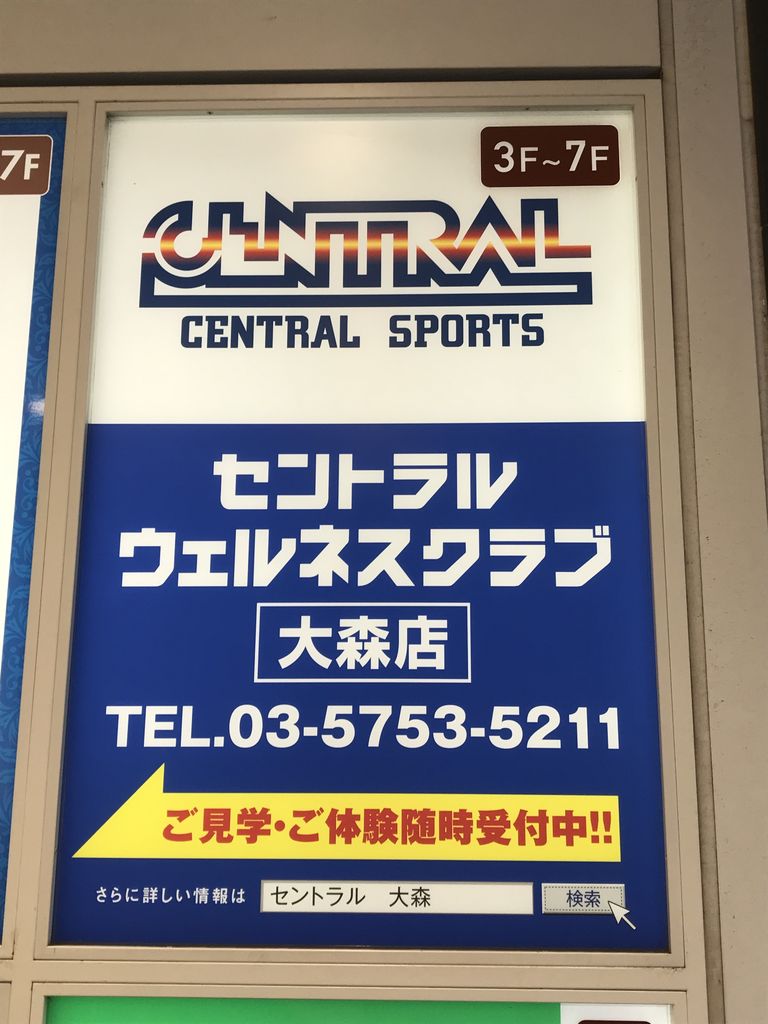 7F
3F~7F
CENTRAL
CENTRAL SPORTS
セントラル
ウェルネスクラブ
大森店
TEL.03-5753-5211
ご見学・ご体験随時受付中!!
さらに詳しい情報は セントラル 大森 検索